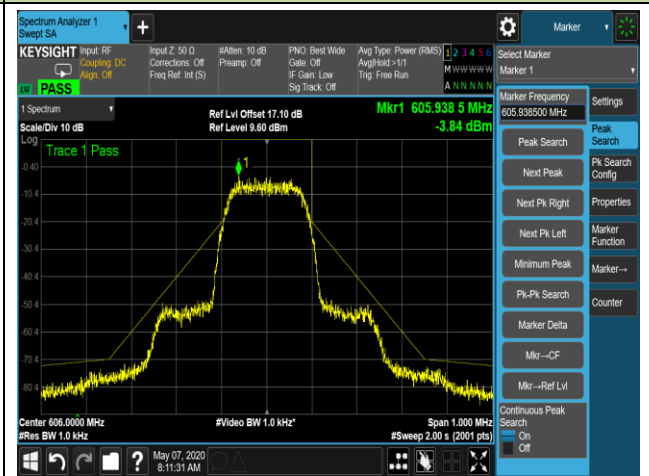 Spectrum Analyzer 1
Swept SA
Marker
KEYSIGHT
Input: RF
Coupling: DC
Align: Off
Input Z: 50 Ω
Corrections: Off
Freq Ref: Int (S)
#Atten: 10 dB
Preamp: Off
PNO: Best Wide
Gate: Off
IF Gain: Low
Sig Track: Off
Avg Type: Power (RMS)
Avg|Hold:>1/1
Trig: Free Run
1 2 3 4 5 6
M W W W W W
A N N N N N
PASS
Select Marker
Marker 1
1 Spectrum
Scale/Div 10 dB
Ref Lvl Offset 17.10 dB
Ref Level 9.60 dBm
Mkr1 605.938 5 MHz
-3.84 dBm
Log
Trace 1 Pass
1
-0.40
-10.4
-20.4
-30.4
-40.4
-50.4
-60.4
-70.4
-80.4
Center 606.0000 MHz
#Res BW 1.0 kHz
#Video BW 1.0 kHz*
Span 1.000 MHz
#Sweep 2.00 s (2001 pts)
Marker Frequency
605.938500 MHz
Peak Search
Next Peak
Next Pk Right
Next Pk Left
Minimum Peak
Pk-Pk Search
Marker Delta
Mkr→CF
Mkr→Ref Lvl
Continuous Peak
Search
On
Off
Settings
Peak
Search
Pk Search
Config
Properties
Marker
Function
Marker→
Counter
?
May 07, 2020
8:11:31 AM